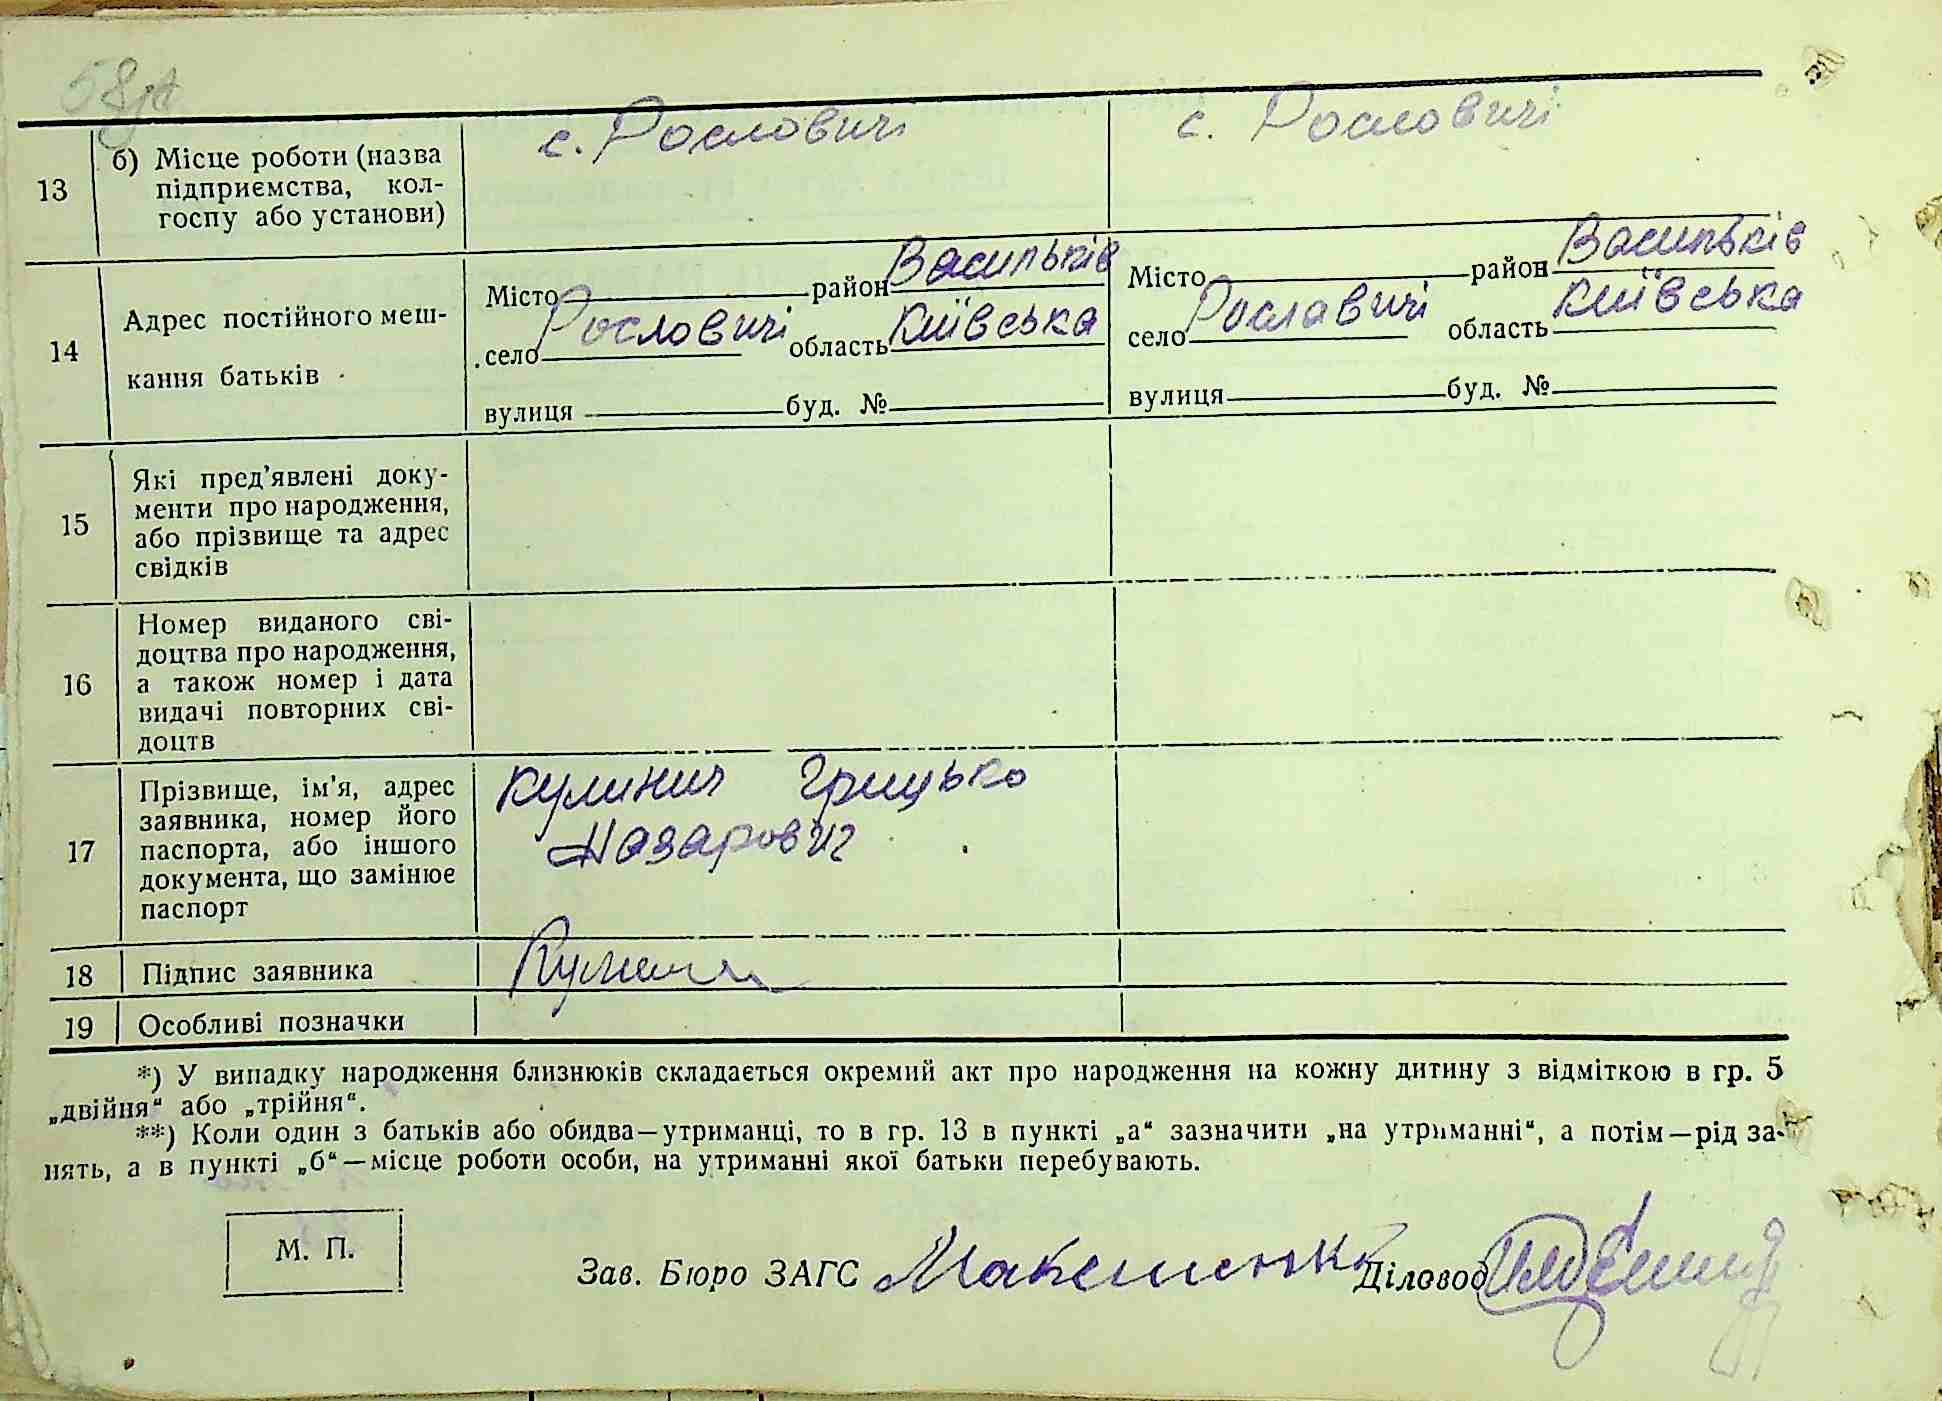 58
с. Рословичі с. Рословичі
13 б) Місце роботи (назва
підприємства, кол-
госпу або установи)
14 Адрес постійного меш-
кання батьків
Місто район Васильків Місто район Васильків
село Рословичі область Київська село Рославичі область Київська
вулиця буд. № вулиця буд. №
15 Які пред'явлені доку-
менти про народження,
або прізвище та адрес
свідків
16 Номер виданого сві-
доцтва про народження,
а також номер і дата
видачі повторних сві-
доцтв
17 Прізвище, ім'я, адрес
заявника, номер його
паспорта, або іншого
документа, що замінює
паспорт
Кулинич Грицько
Назарович
18 Підпис заявника
19 Особливі позначки
*) У випадку народження близнюків складається окремий акт про народження на кожну дитину з відміткою в гр. 5
„двійня“ або „трійня“.
**) Коли один з батьків або обидва—утриманці, то в гр. 13 в пункті „а“ зазначити „на утриманні“, а потім—рід за-
нять, а в пункті „б“—місце роботи особи, на утриманні якої батьки перебувають.
М. П.
Зав. Бюро ЗАГС Діловод